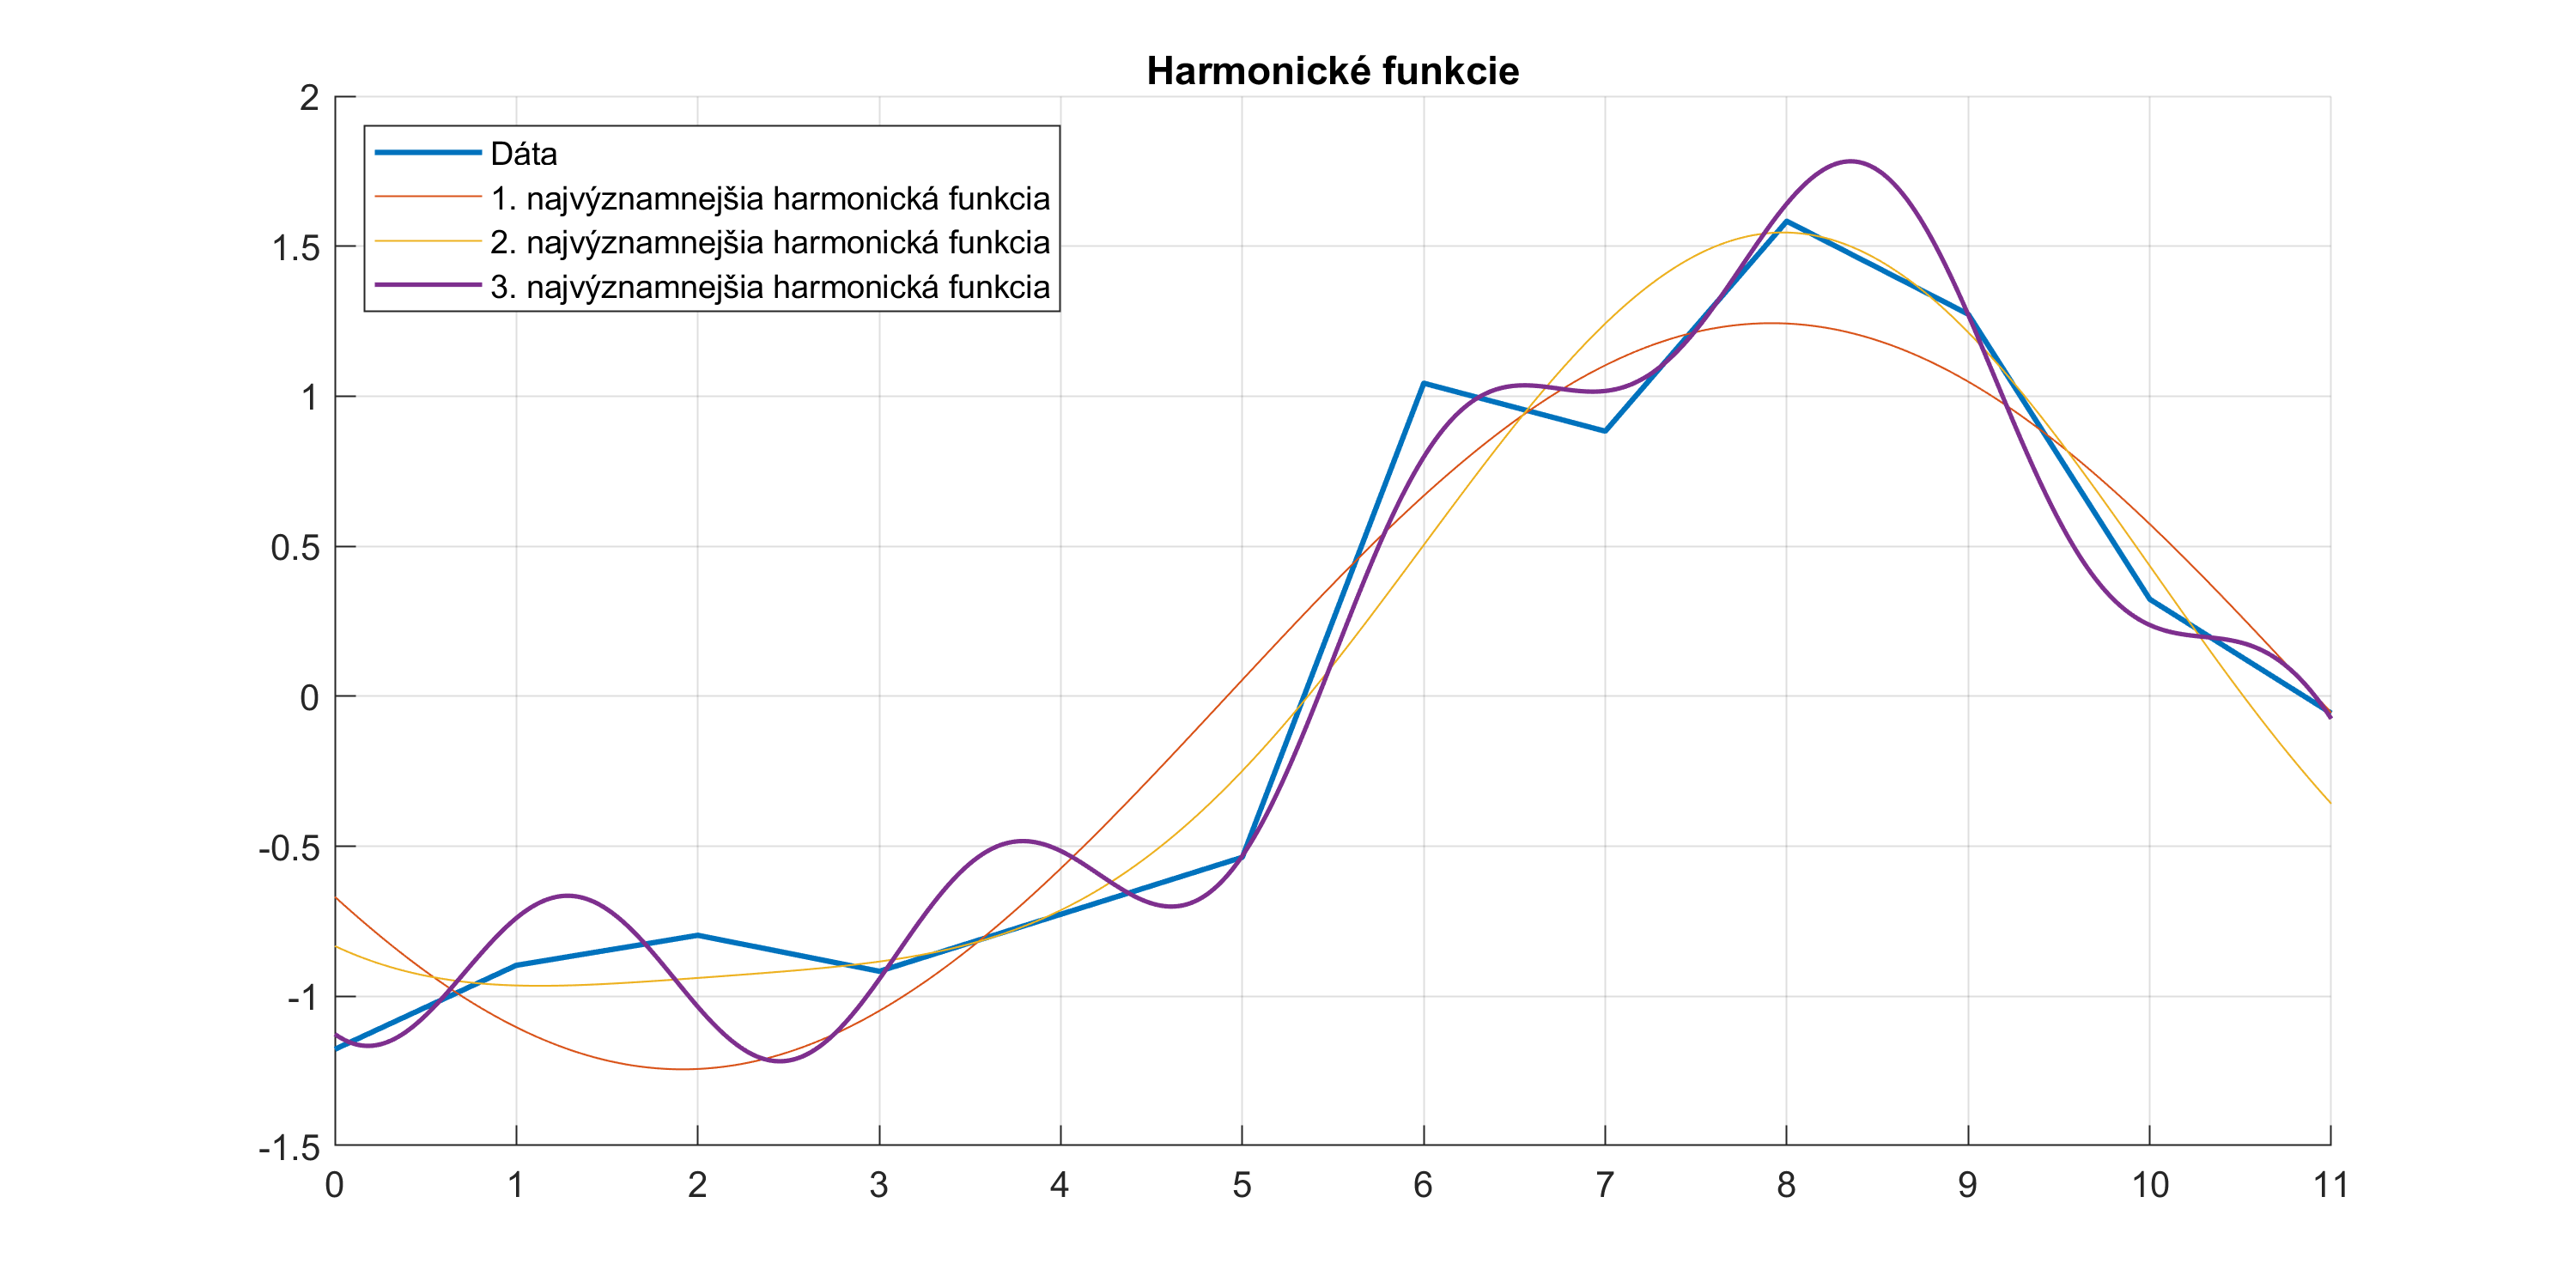 Harmonické funkcie
2
1.5
1
0.5
0
-0.5
-1
-1.5
Dáta
1. najvýznamnejšia harmonická funkcia
2. najvýznamnejšia harmonická funkcia
3. najvýznamnejšia harmonická funkcia
0 1 2 3 4 5 6 7 8 9 10 11